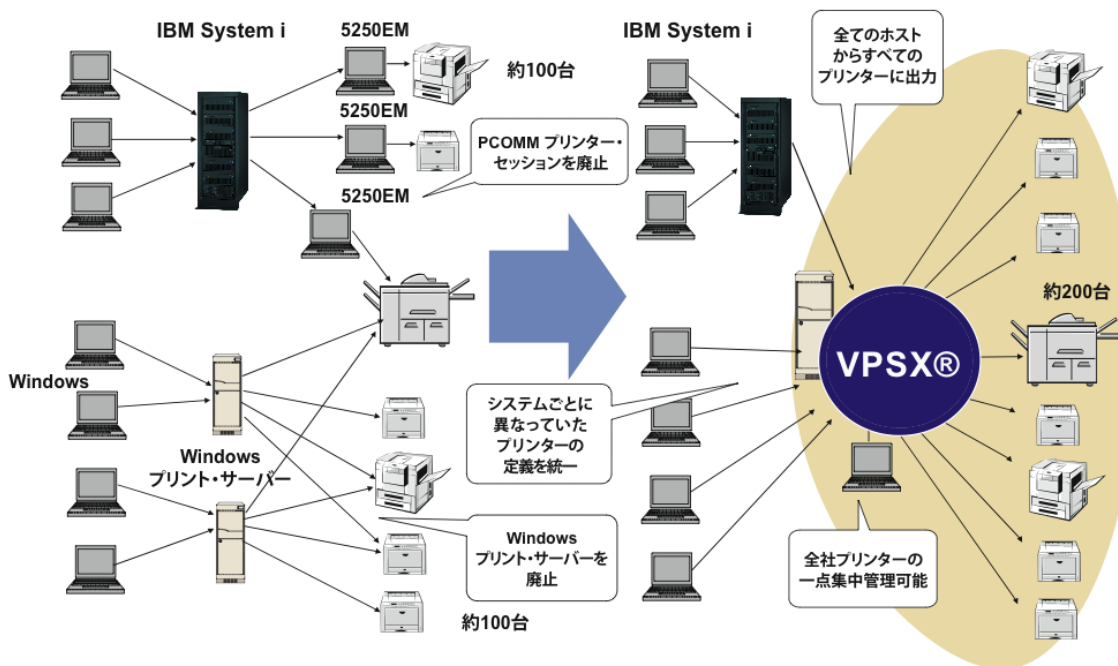 IBM System i
5250EM
約100台
5250EM
PCOMM プリンター・
セッションを廃止
5250EM
Windows
Windows
プリント・サーバー
Windows
プリント・サーバーを
廃止
約100台
IBM System i
全てのホスト
からすべての
プリンターに出力
約200台
VPSX®
システムごとに
異なっていた
プリンターの
定義を統一
全社プリンターの
一点集中管理可能